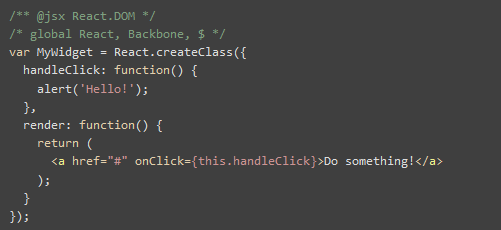 /** @jsx React.DOM */
/* global React, Backbone, $ */
var MyWidget = React.createClass({
  handleClick: function() {
    alert('Hello!');
  },
  render: function() {
    return (
      <a href="#" onClick={this.handleClick}>Do something!</a>
    );
  }
});